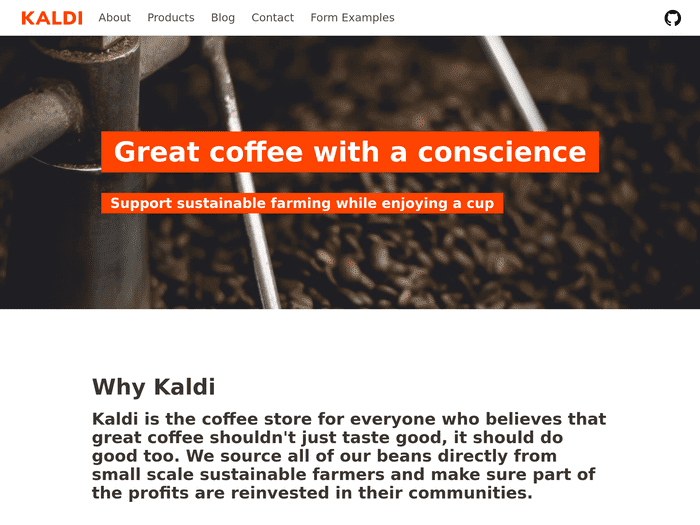 KALDI About Products Blog Contact Form Examples
Great coffee with a conscience
Support sustainable farming while enjoying a cup
Why Kaldi
Kaldi is the coffee store for everyone who believes that
great coffee shouldn't just taste good, it should do
good too. We source all of our beans directly from
small scale sustainable farmers and make sure part of
the profits are reinvested in their communities.